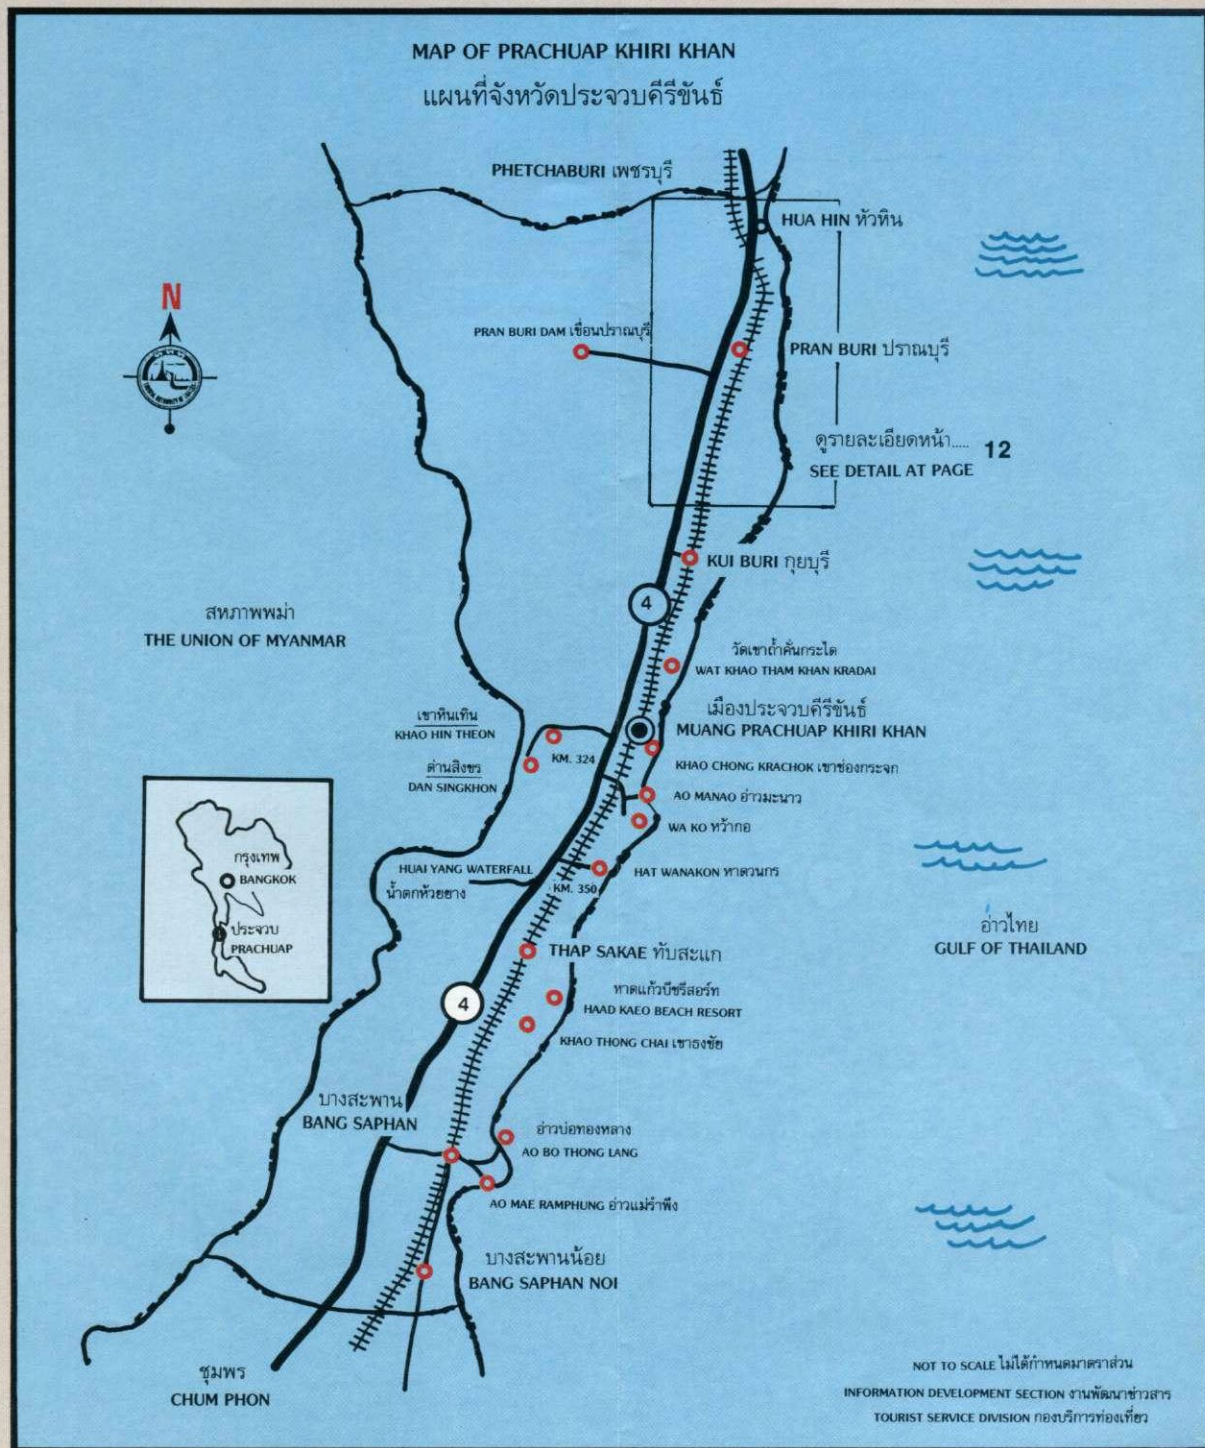 MAP OF PRACHUAP KHIRI KHAN
แผนที่จังหวัดประจวบคีรีขันธ์
PHETCHABURI เพชรบุรี
HUA HIN หัวหิน
N
PRAN BURI DAM เขื่อนปราณบุรี
PRAN BURI ปราณบุรี
ดูรายละเอียดหน้า..... 12
SEE DETAIL AT PAGE
KUI BURI กุยบุรี
4
สหภาพพม่า
THE UNION OF MYANMAR
วัดเขาถ้ำคั่นกระได
WAT KHAO THAM KHAN KRADAI
เมืองประจวบคีรีขันธ์
MUANG PRACHUAP KHIRI KHAN
เขาหินเทิน
KHAO HIN THEON
KM. 324
ด่านสิงขร
DAN SINGKHON
KHAO CHONG KRACHOK เขาช่องกระจก
AO MANAO อ่าวมะนาว
WA KO หว้ากอ
HUAI YANG WATERFALL
น้ำตกห้วยยาง
KM. 350
HAT WANAKON หาดวนกร
กรุงเทพ
BANGKOK
ประจวบ
PRACHUAP
อ่าวไทย
GULF OF THAILAND
THAP SAKAE ทับสะแก
หาดแก้วบีชรีสอร์ท
HAAD KAEO BEACH RESORT
4
KHAO THONG CHAI เขาธงชัย
บางสะพาน
BANG SAPHAN
อ่าวบ่อทองหลาง
AO BO THONG LANG
AO MAE RAMPHUNG อ่าวแม่รำพึง
บางสะพานน้อย
BANG SAPHAN NOI
ชุมพร
CHUM PHON
NOT TO SCALE ไม่ได้กำหนดมาตราส่วน
INFORMATION DEVELOPMENT SECTION งานพัฒนาข่าวสาร
TOURIST SERVICE DIVISION กองบริการท่องเที่ยว